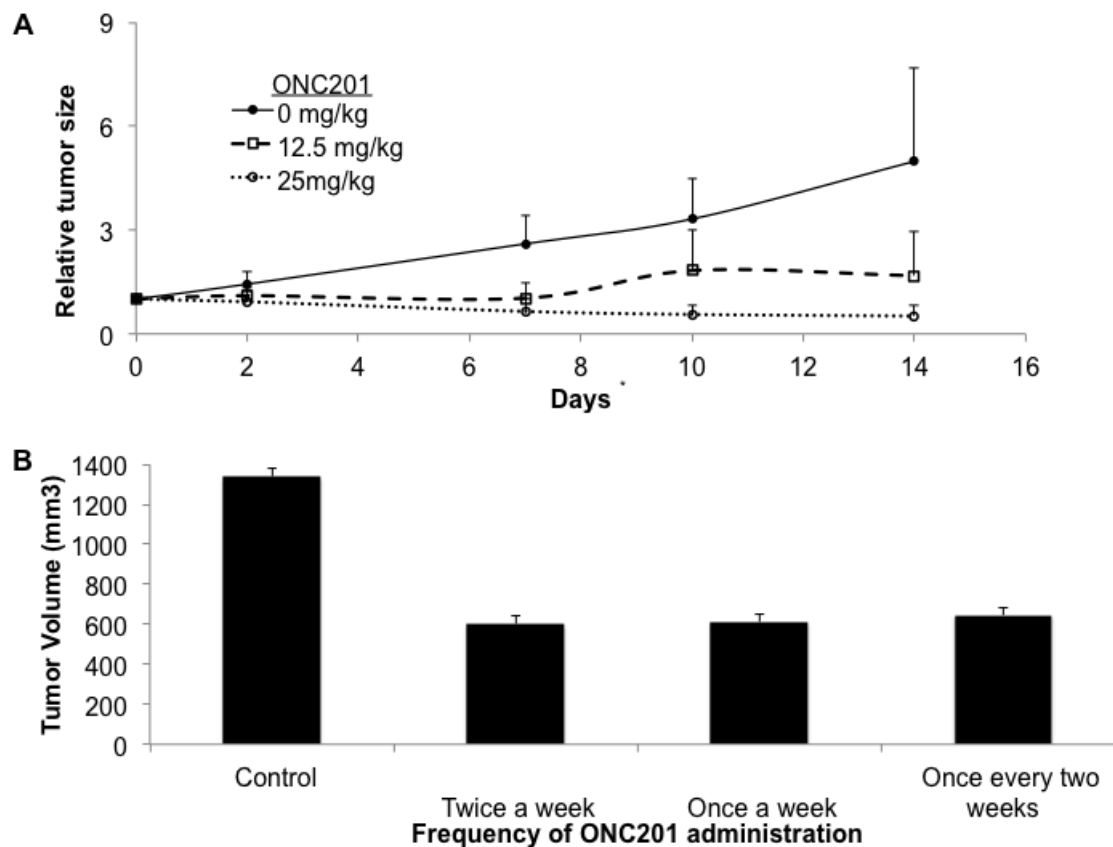 A
9
6
3
0
Relative tumor size
ONC201
0 mg/kg
12.5 mg/kg
25mg/kg
0 2 4 6 8 10 12 14 16
Days *
B
1400
1200
1000
800
600
400
200
0
Tumor Volume (mm3)
Control
Twice a week
Once a week
Once every two
weeks
Frequency of ONC201 administration